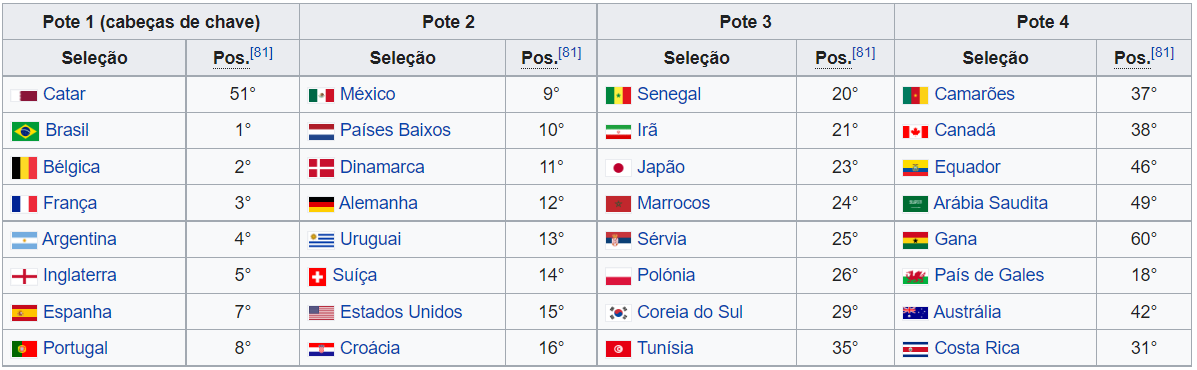 Pote 1 (cabeças de chave) Pote 2 Pote 3 Pote 4
Seleção Pos.[81] Seleção Pos.[81] Seleção Pos.[81] Seleção Pos.[81]
Catar 51° México 9° Senegal 20° Camarões 37°
Brasil 1° Países Baixos 10° Irã 21° Canadá 38°
Bélgica 2° Dinamarca 11° Japão 23° Equador 46°
França 3° Alemanha 12° Marrocos 24° Arábia Saudita 49°
Argentina 4° Uruguai 13° Sérvia 25° Gana 60°
Inglaterra 5° Suíça 14° Polónia 26° País de Gales 18°
Espanha 7° Estados Unidos 15° Coreia do Sul 29° Austrália 42°
Portugal 8° Croácia 16° Tunísia 35° Costa Rica 31°